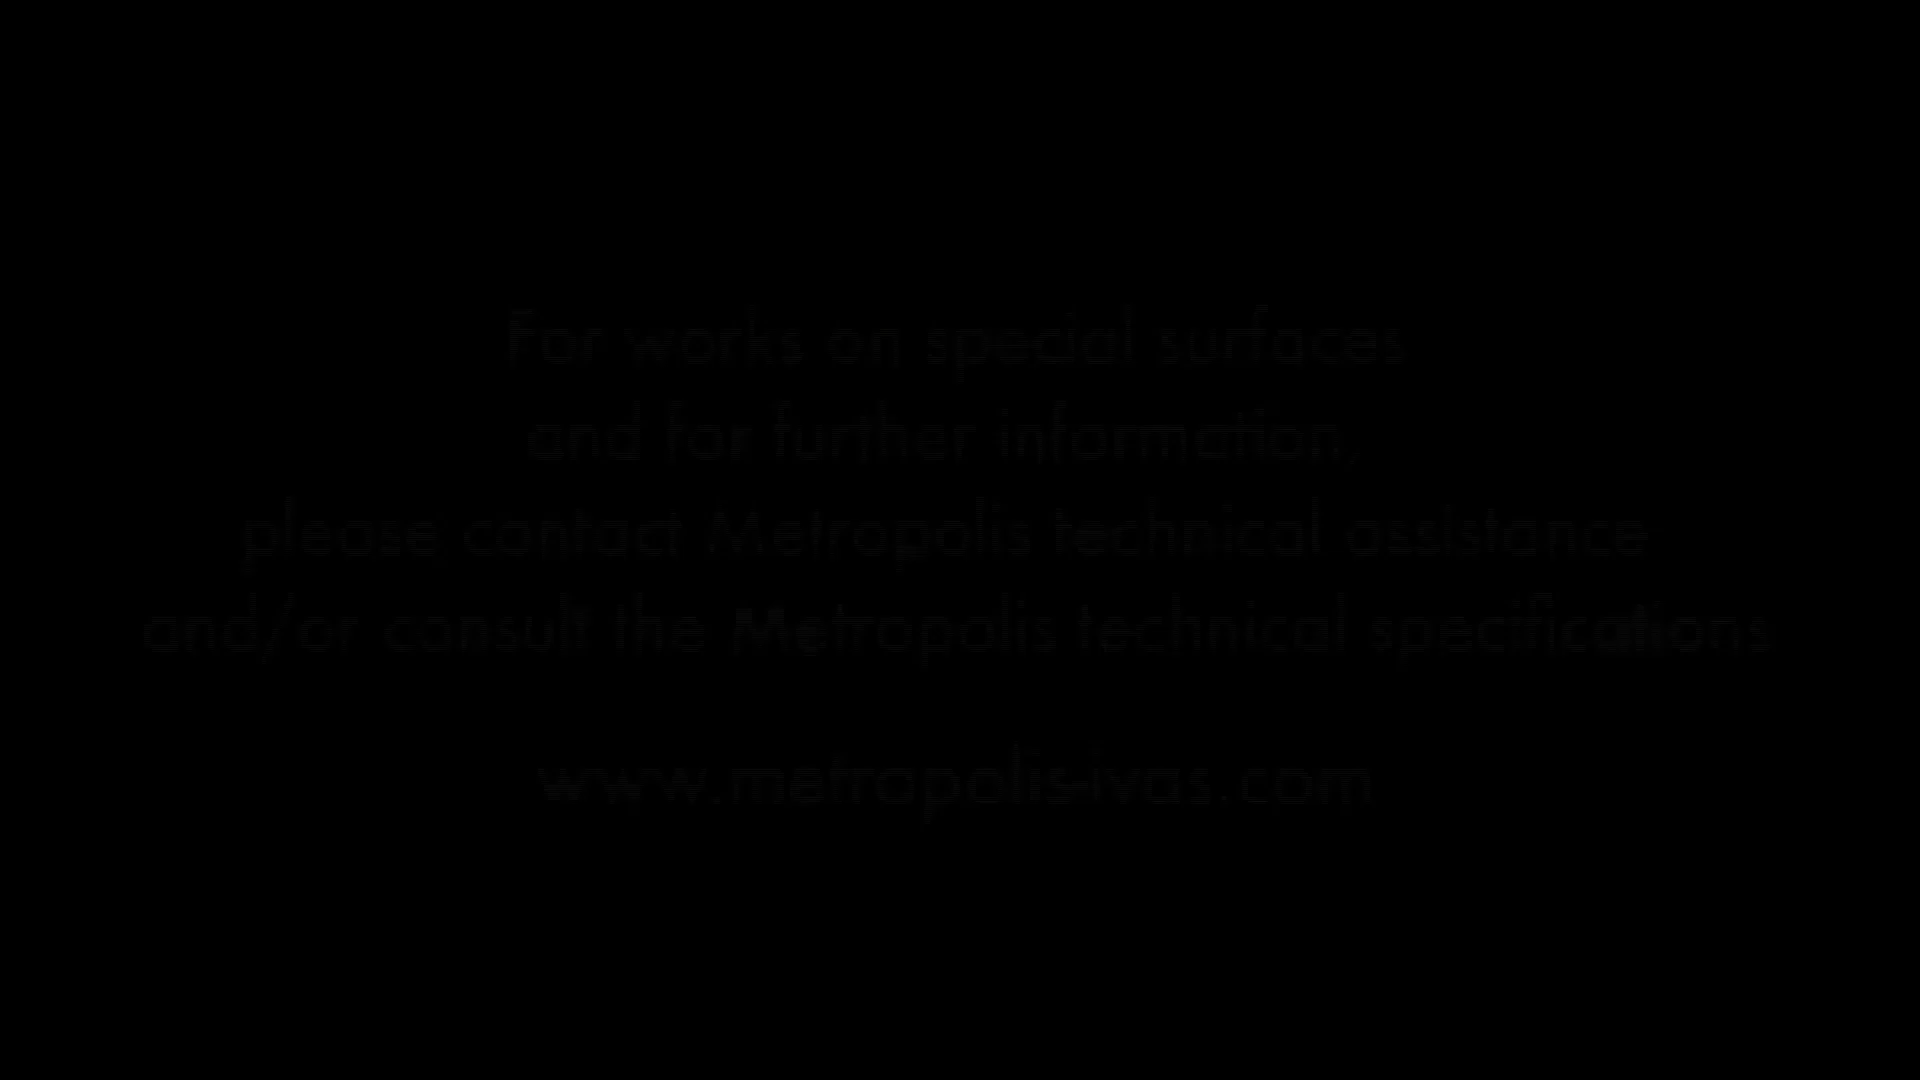 For works on special surfaces
and for further information,
please contact Metropolis technical assistance
and/or consult the Metropolis technical specifications
www.metropolis-ivas.com